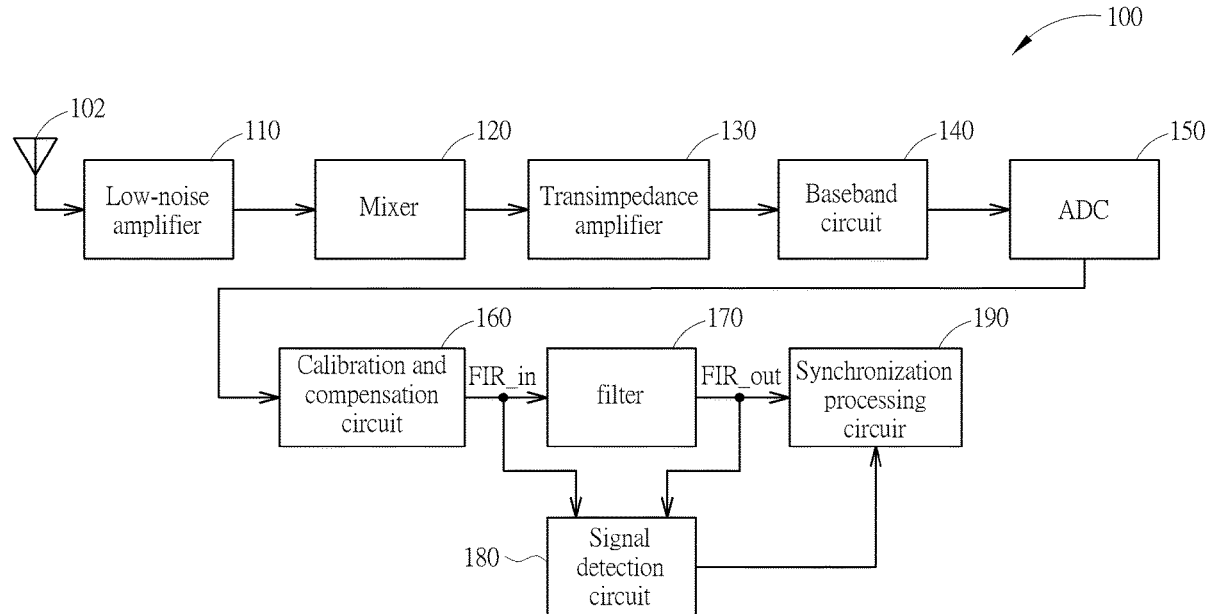 100
102
110
120
130
140
150
Low-noise
amplifier
Mixer
Transimpedance
amplifier
Baseband
circuit
ADC
160
170
190
Calibration and
compensation
circuit
FIR_in
filter
FIR_out
Synchronization
processing
circuir
180
Signal
detection
circuit